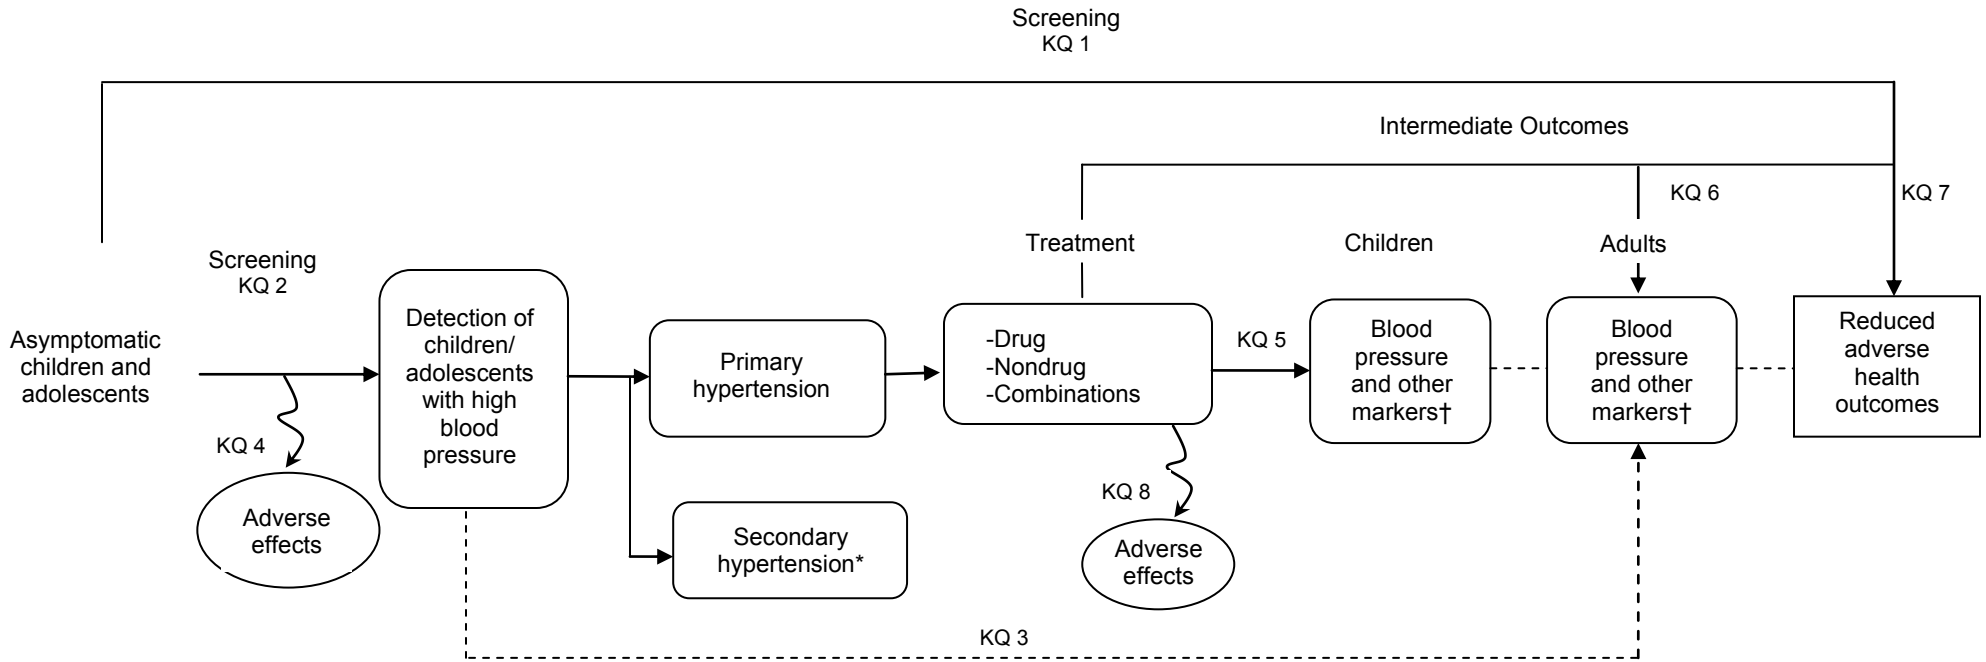 Screening
KQ 1
Intermediate Outcomes
KQ 6
KQ 7
Treatment
Children
Adults
Screening
KQ 2
Asymptomatic
children and
adolescents
KQ 4
Adverse
effects
Detection of
children/
adolescents
with high
blood
pressure
Primary
hypertension
Secondary
hypertension*
-Drug
-Nondrug
-Combinations
KQ 5
KQ 8
Adverse
effects
Blood
pressure
and other
markers†
Blood
pressure
and other
markers†
Reduced
adverse
health
outcomes
KQ 3